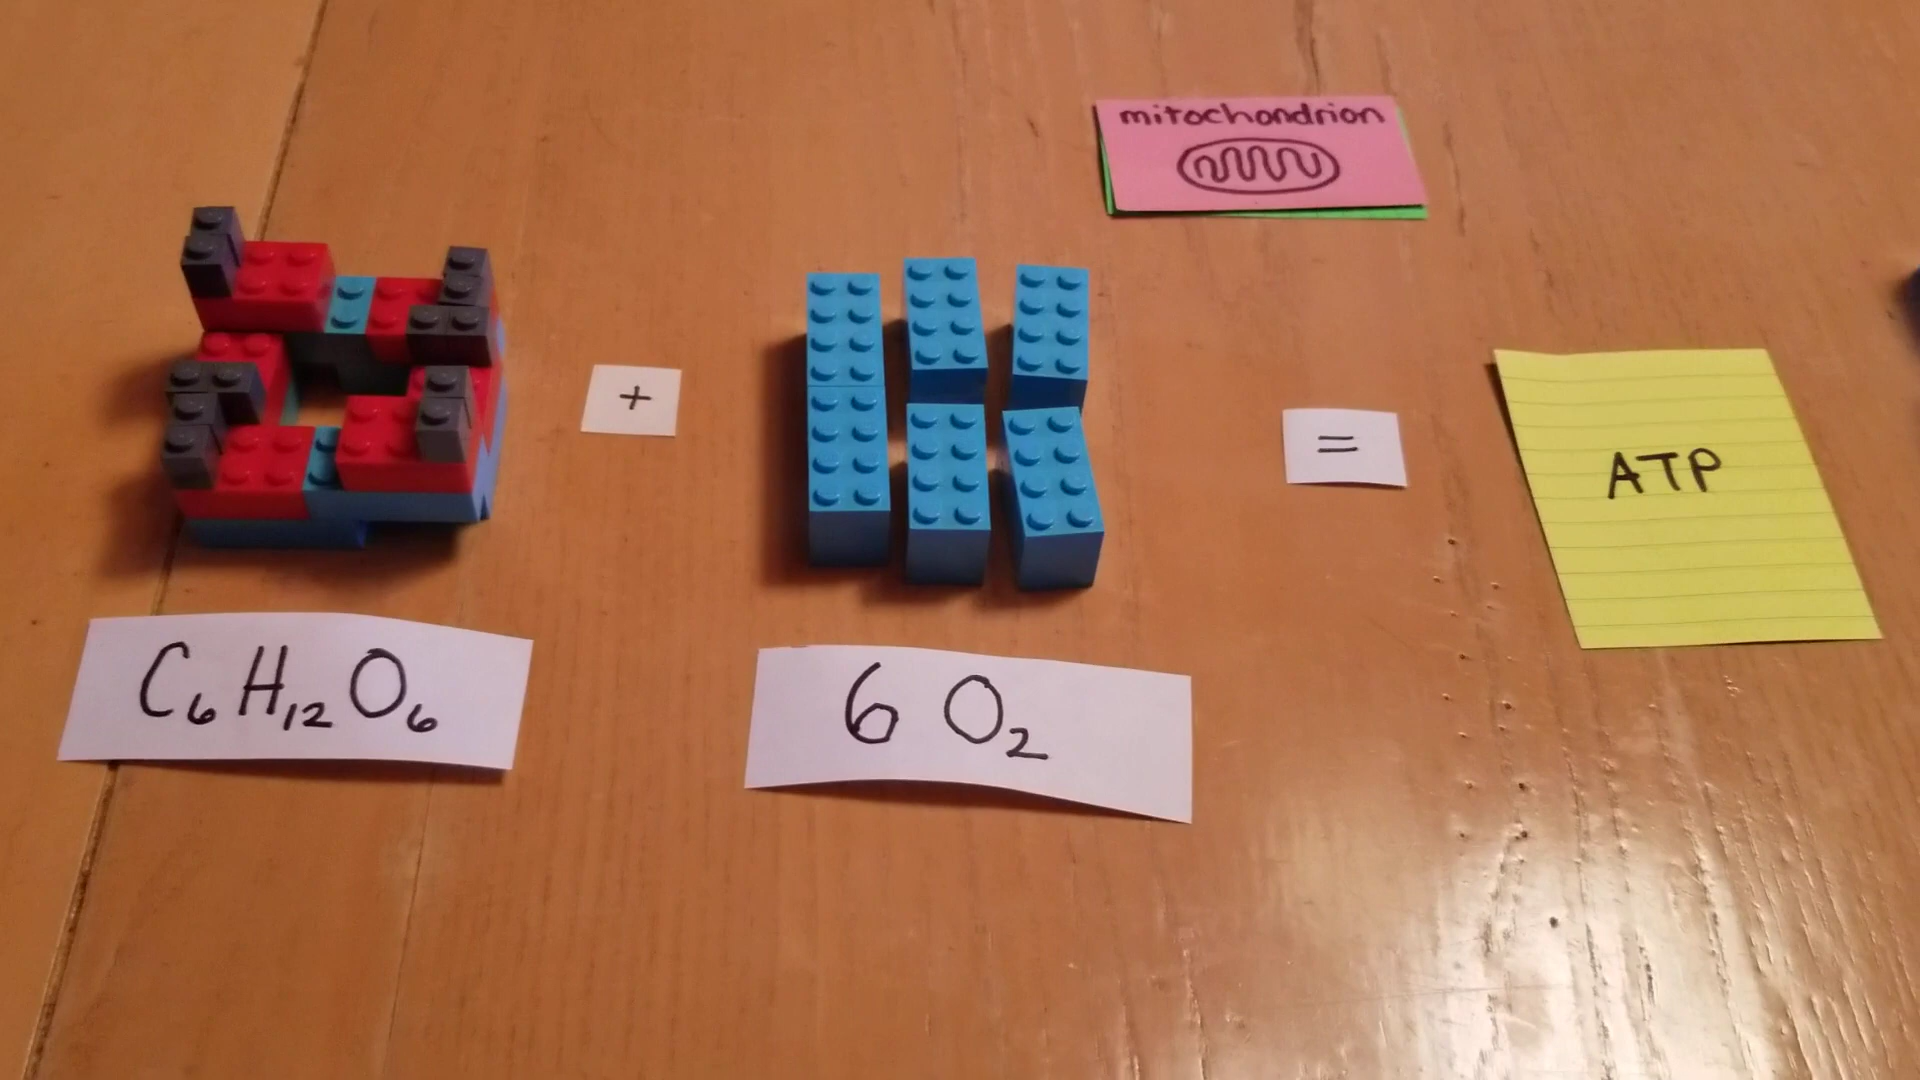 mitochondrion
+
=
ATP
C₆H₁₂O₆
6 O₂